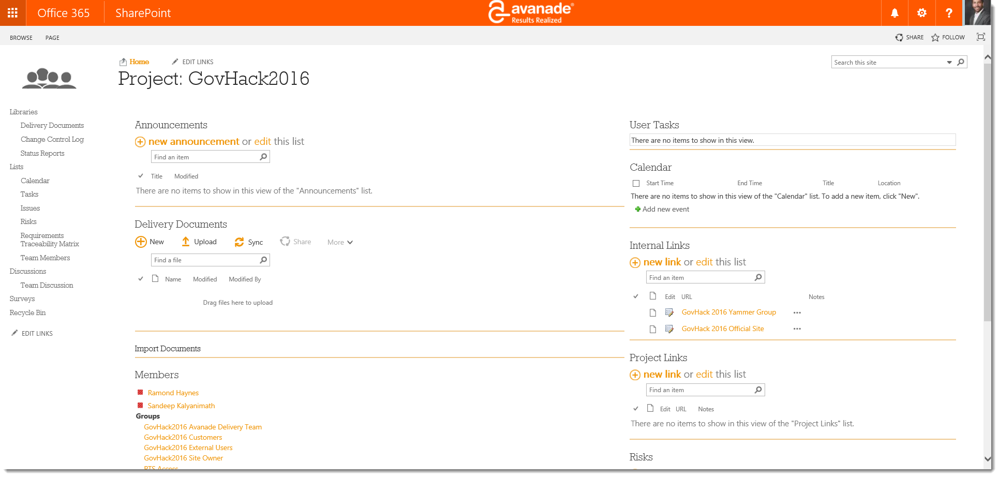 Office 365
SharePoint
avanade®
Results Realized
?
BROWSE
PAGE
SHARE
FOLLOW
Home
EDIT LINKS
Search this site
Project: GovHack2016
Libraries
Delivery Documents
Change Control Log
Status Reports
Lists
Calendar
Tasks
Issues
Risks
Requirements
Traceability Matrix
Team Members
Discussions
Team Discussion
Surveys
Recycle Bin
EDIT LINKS
Announcements
new announcement or edit this list
Find an item
Title Modified
There are no items to show in this view of the "Announcements" list.
Delivery Documents
New Upload Sync Share More
Find a file
Name Modified Modified By
Drag files here to upload
Import Documents
Members
Ramond Haynes
Sandeep Kalyanimath
Groups
GovHack2016 Avanade Delivery Team
GovHack2016 Customers
GovHack2016 External Users
GovHack2016 Site Owner
PTS Access
User Tasks
There are no items to show in this view.
Calendar
Start Time End Time Title Location
There are no items to show in this view of the "Calendar" list. To add a new item, click "New".
Add new event
Internal Links
new link or edit this list
Find an item
Edit URL Notes
GovHack 2016 Yammer Group ...
GovHack 2016 Official Site ...
Project Links
new link or edit this list
Find an item
Edit URL Notes
There are no items to show in this view of the "Project Links" list.
Risks